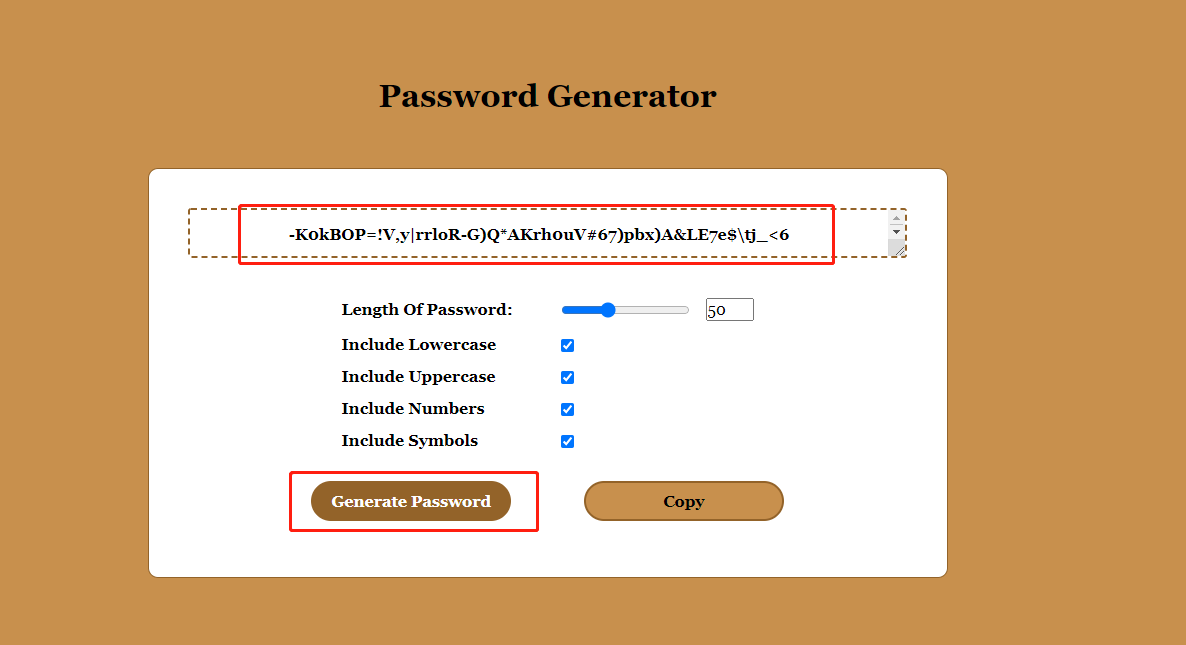 Password Generator
-K0kBOP=!V,y|rrloR-G)Q*AKrh0uV#67)pbx)A&LE7e$\tj_<6
Length Of Password:
50
Include Lowercase
Include Uppercase
Include Numbers
Include Symbols
Generate Password
Copy